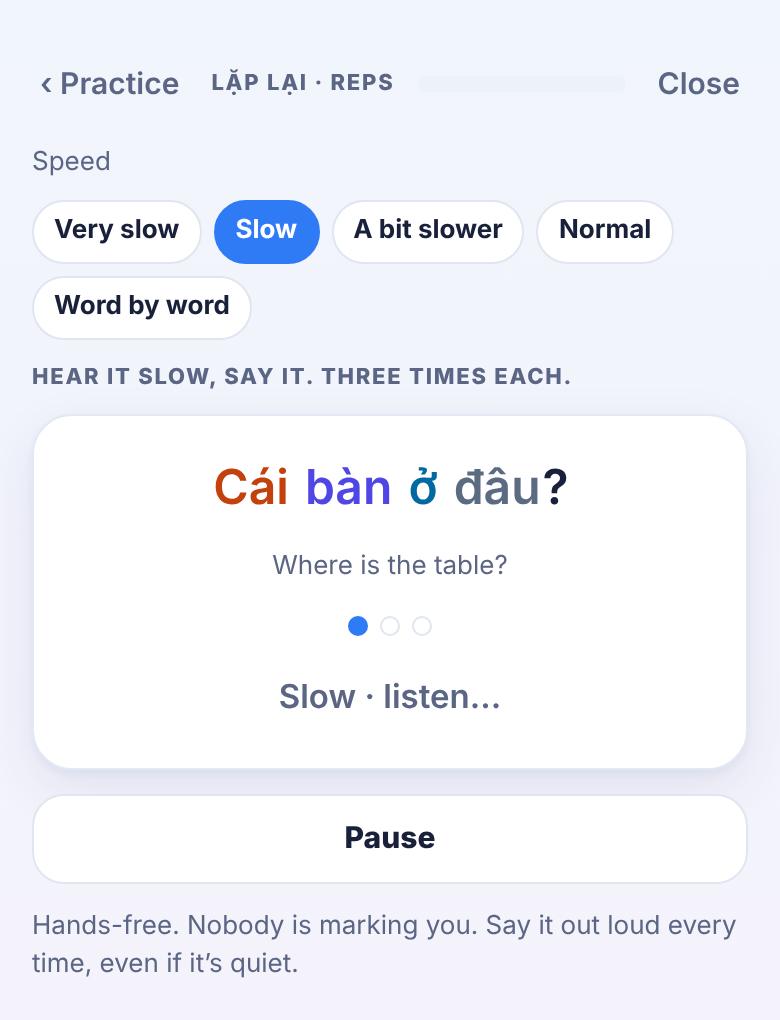 ‹ Practice LẶP LẠI · REPS Close
Speed
Very slow Slow A bit slower Normal
Word by word
HEAR IT SLOW, SAY IT. THREE TIMES EACH.
Cái bàn ở đâu?
Where is the table?
Slow · listen...
Pause
Hands-free. Nobody is marking you. Say it out loud every
time, even if it’s quiet.